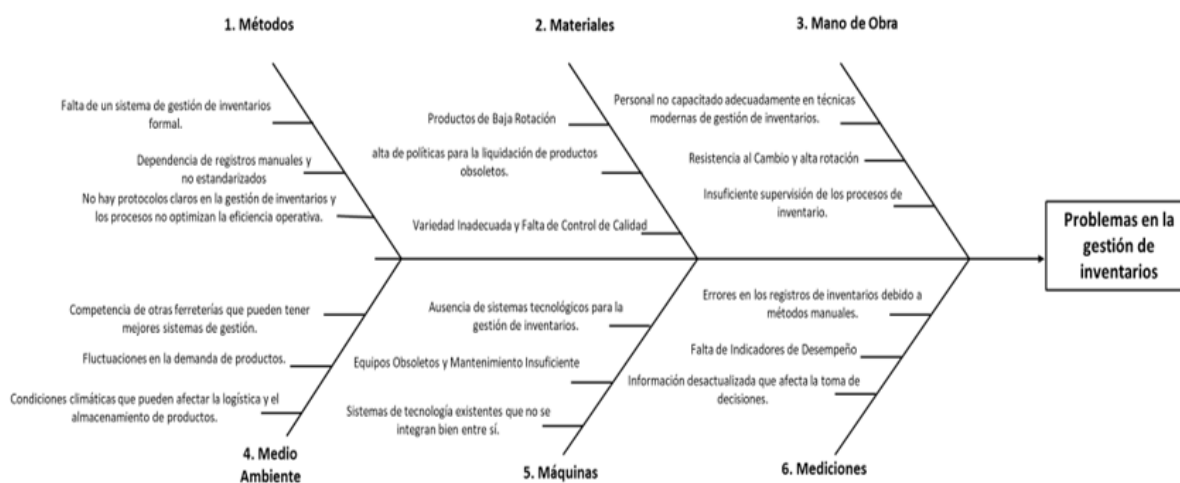 1. Métodos
2. Materiales
3. Mano de Obra
Falta de un sistema de gestión de inventarios
formal.
Dependencia de registros manuales y
no estandarizados
No hay protocolos claros en la gestión de inventarios y
los procesos no optimizan la eficiencia operativa.
Productos de Baja Rotación
alta de políticas para la liquidación de productos
obsoletos.
Variedad Inadecuada y Falta de Control de Calidad
Personal no capacitado adecuadamente en técnicas
modernas de gestión de inventarios.
Resistencia al Cambio y alta rotación
Insuficiente supervisión de los procesos de
inventario.
Problemas en la
gestión de
inventarios
Competencia de otras ferreterías que pueden tener
mejores sistemas de gestión.
Fluctuaciones en la demanda de productos.
Condiciones climáticas que pueden afectar la logística y el
almacenamiento de productos.
Ausencia de sistemas tecnológicos para la
gestión de inventarios.
Equipos Obsoletos y Mantenimiento Insuficiente
Sistemas de tecnología existentes que no se
integran bien entre sí.
Errores en los registros de inventarios debido a
métodos manuales.
Falta de Indicadores de Desempeño
Información desactualizada que afecta la toma de
decisiones.
4. Medio
Ambiente
5. Máquinas
6. Mediciones